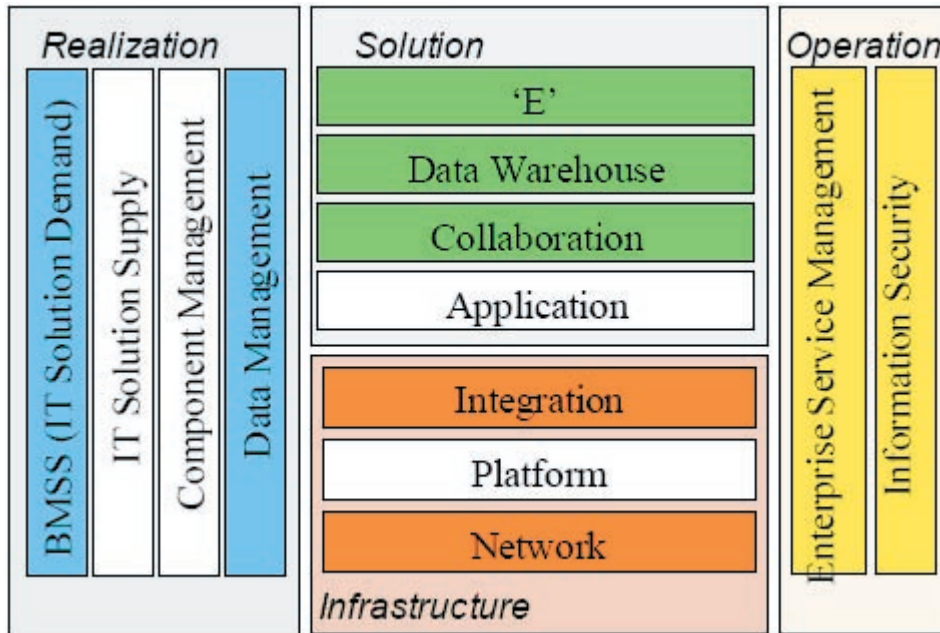 Realization
BMSS (IT Solution Demand)
IT Solution Supply
Component Management
Data Management
Solution
‘E’
Data Warehouse
Collaboration
Application
Integration
Platform
Network
Infrastructure
Operation
Enterprise Service Management
Information Security